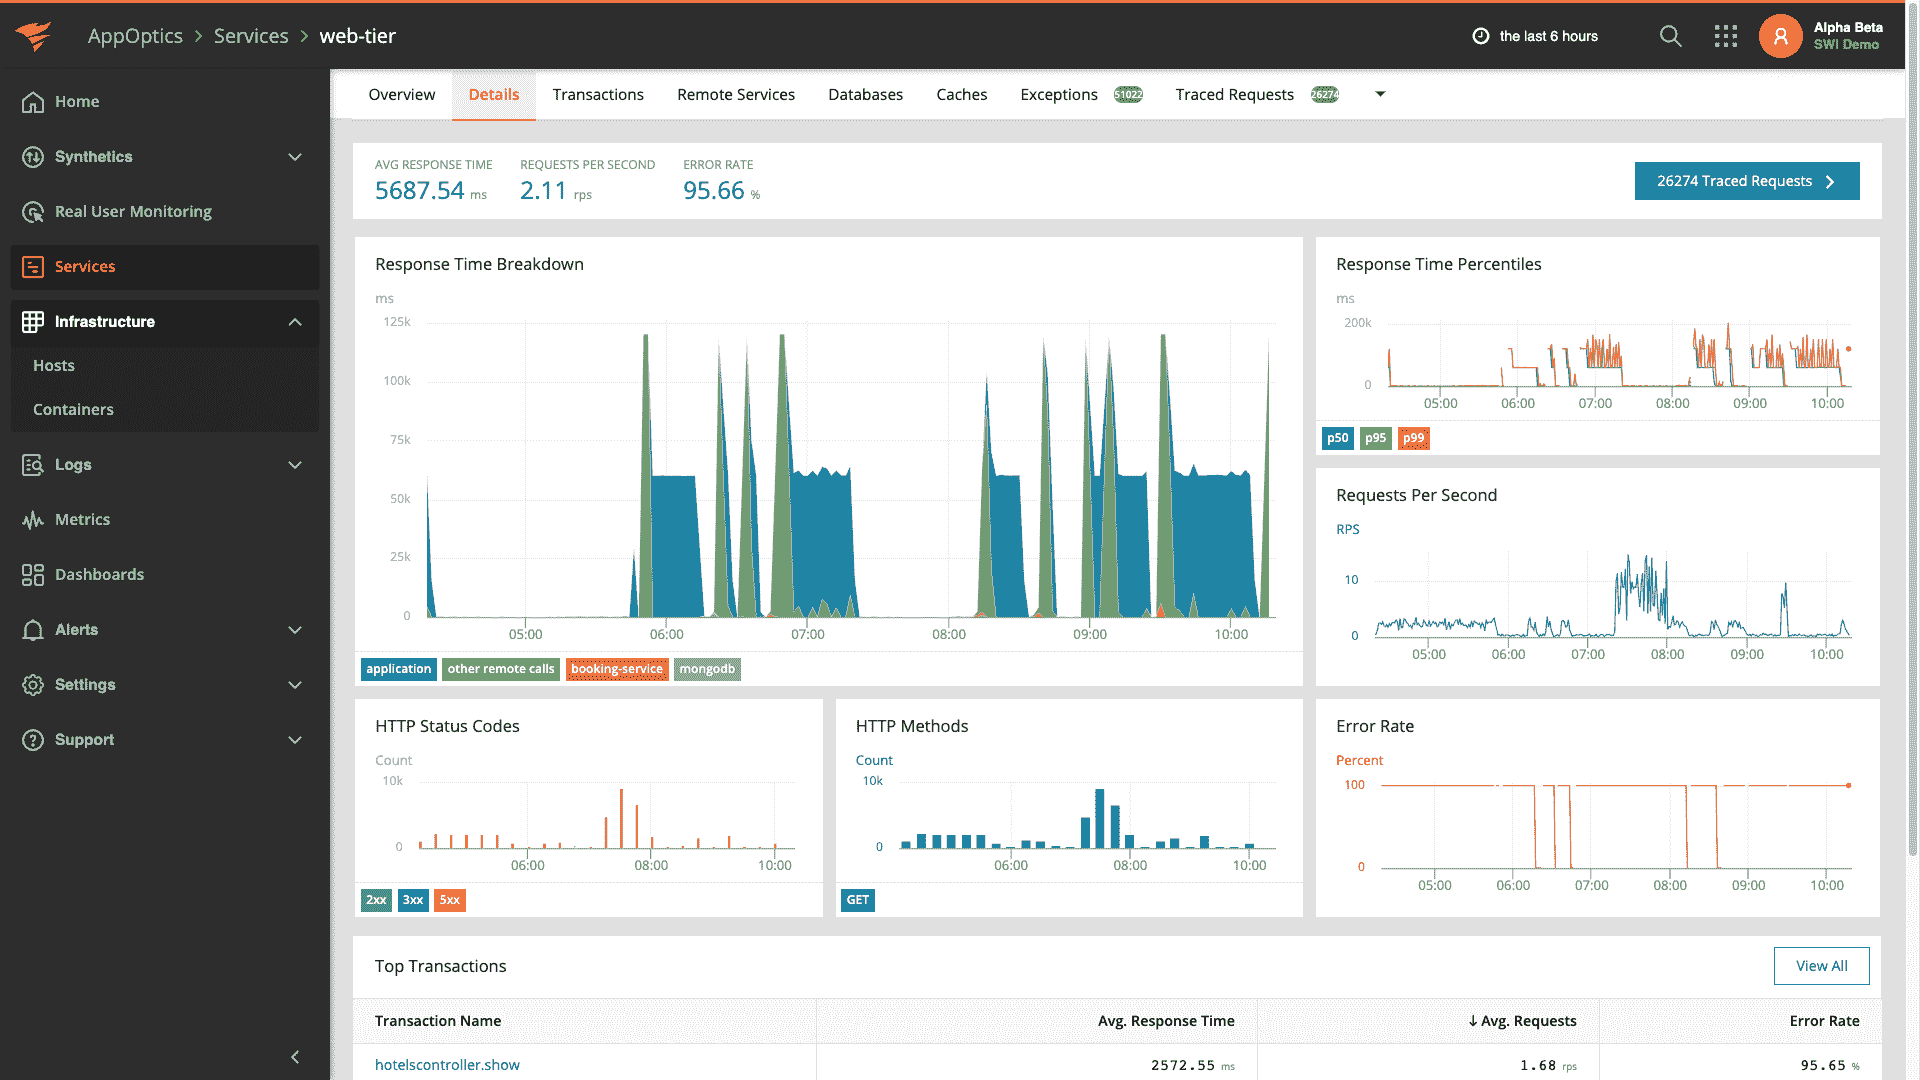 AppOptics > Services > web-tier
the last 6 hours
Alpha Beta
SWI Demo
Home
Synthetics
Real User Monitoring
Services
Infrastructure
Hosts
Containers
Logs
Metrics
Dashboards
Alerts
Settings
Support
Overview Details Transactions Remote Services Databases Caches Exceptions 51022 Traced Requests 26274
AVG RESPONSE TIME REQUESTS PER SECOND ERROR RATE
5687.54 ms 2.11 rps 95.66 %
26274 Traced Requests
Response Time Breakdown
ms
125k
100k
75k
50k
25k
0
05:00 06:00 07:00 08:00 09:00 10:00
application other remote calls booking-service mongodb
Response Time Percentiles
ms
200k
0
05:00 06:00 07:00 08:00 09:00 10:00
p50 p95 p99
Requests Per Second
RPS
10
0
05:00 06:00 07:00 08:00 09:00 10:00
HTTP Status Codes
Count
10k
0
06:00 08:00 10:00
2xx 3xx 5xx
HTTP Methods
Count
10k
0
06:00 08:00 10:00
GET
Error Rate
Percent
100
0
05:00 06:00 07:00 08:00 09:00 10:00
Top Transactions
View All
Transaction Name Avg. Response Time ↓ Avg. Requests Error Rate
hotelscontroller.show 2572.55 ms 1.68 rps 95.65 %